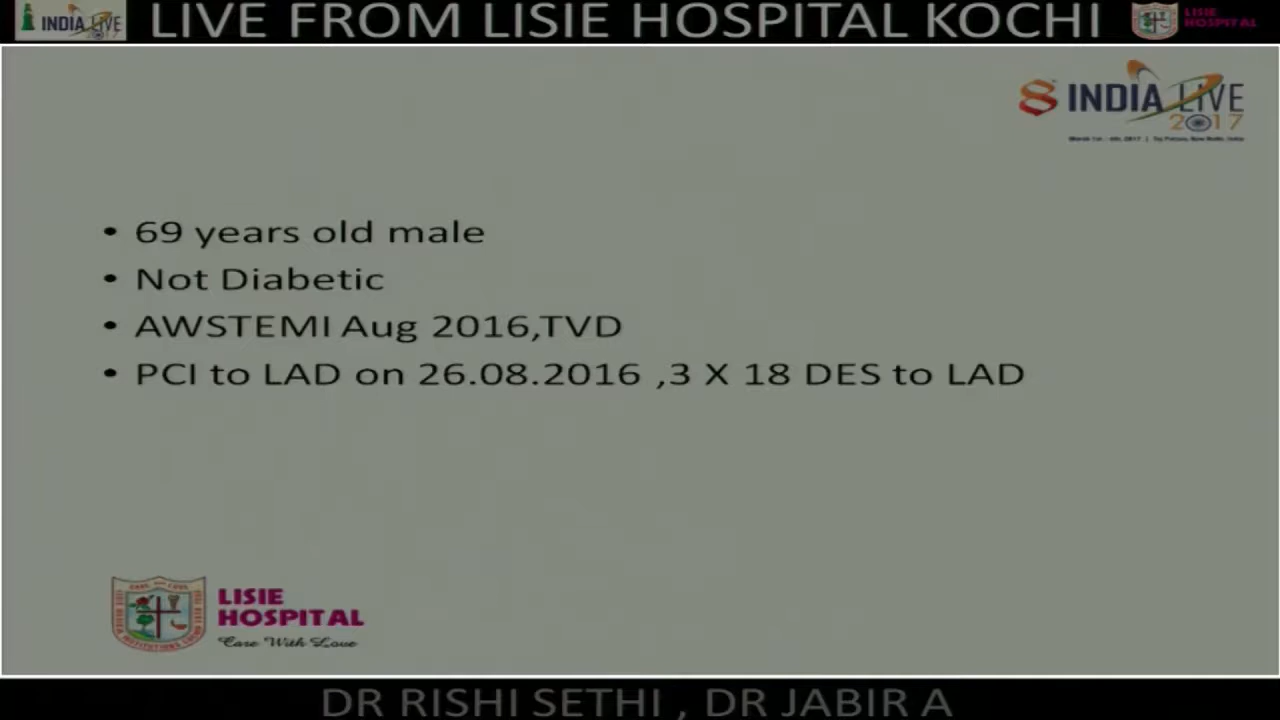 INDIA LIVE
2017
LIVE FROM LISIE HOSPITAL KOCHI
LISIE
HOSPITAL
INDIA LIVE
2017
• 69 years old male
• Not Diabetic
• AWSTEMI Aug 2016,TVD
• PCI to LAD on 26.08.2016 ,3 X 18 DES to LAD
LISIE
HOSPITAL
Care With Love
DR RISHI SETHI , DR JABIR A